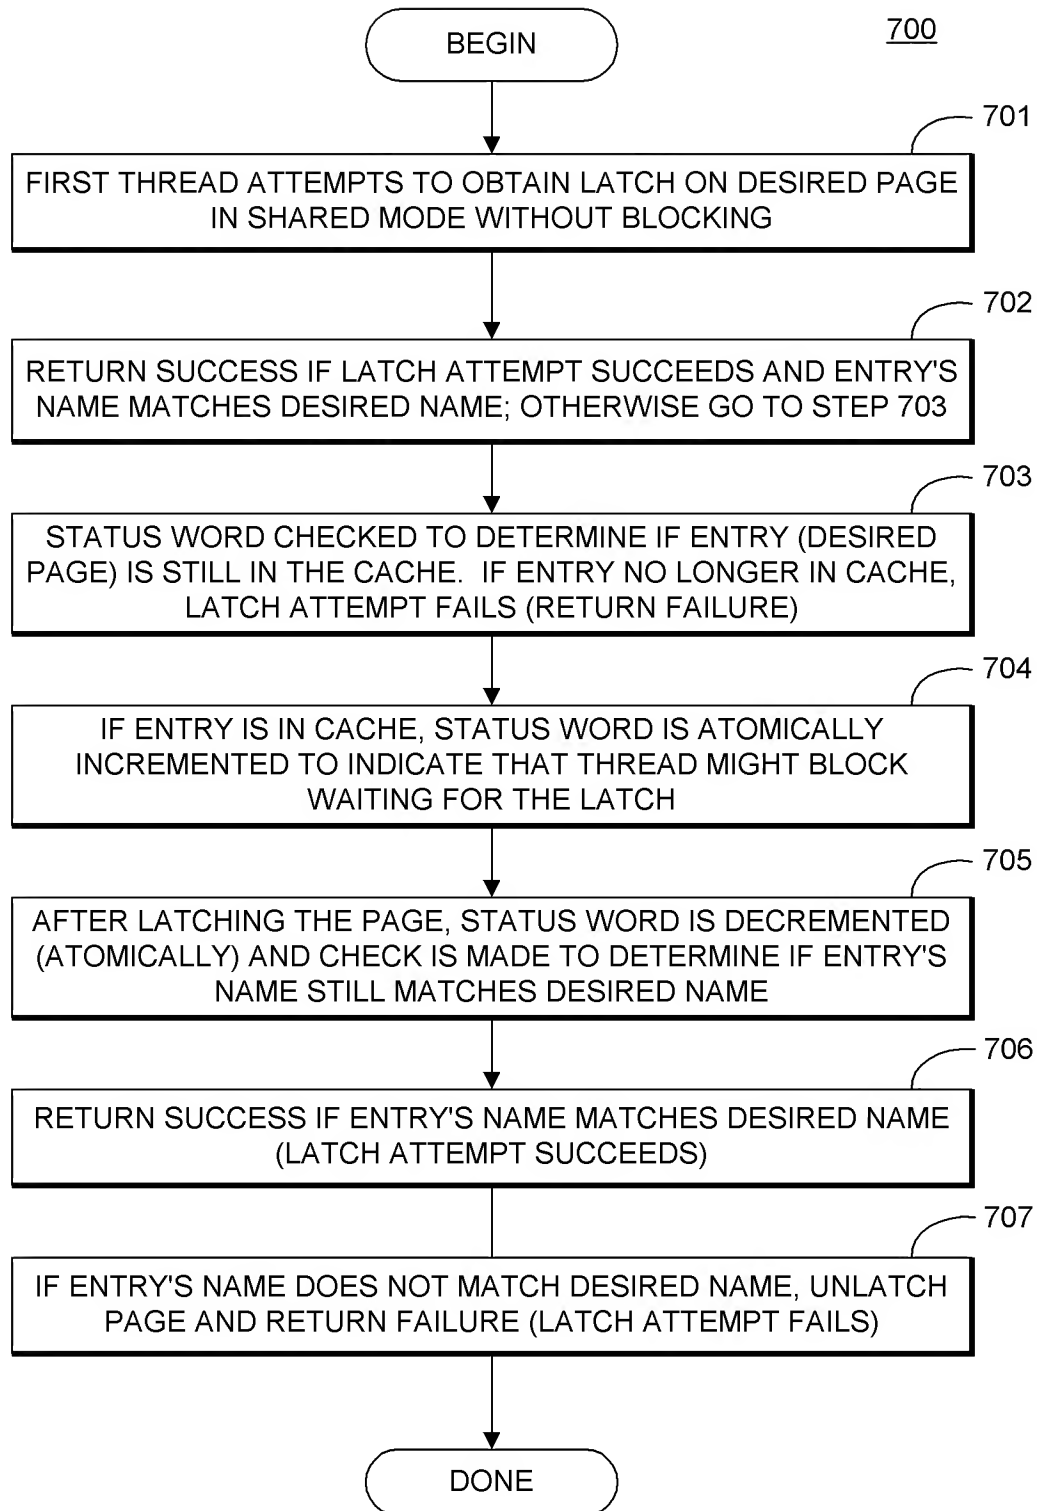 BEGIN
700
701
FIRST THREAD ATTEMPTS TO OBTAIN LATCH ON DESIRED PAGE
IN SHARED MODE WITHOUT BLOCKING
702
RETURN SUCCESS IF LATCH ATTEMPT SUCCEEDS AND ENTRY'S
NAME MATCHES DESIRED NAME; OTHERWISE GO TO STEP 703
703
STATUS WORD CHECKED TO DETERMINE IF ENTRY (DESIRED
PAGE) IS STILL IN THE CACHE. IF ENTRY NO LONGER IN CACHE,
LATCH ATTEMPT FAILS (RETURN FAILURE)
704
IF ENTRY IS IN CACHE, STATUS WORD IS ATOMICALLY
INCREMENTED TO INDICATE THAT THREAD MIGHT BLOCK
WAITING FOR THE LATCH
705
AFTER LATCHING THE PAGE, STATUS WORD IS DECREMENTED
(ATOMICALLY) AND CHECK IS MADE TO DETERMINE IF ENTRY'S
NAME STILL MATCHES DESIRED NAME
706
RETURN SUCCESS IF ENTRY'S NAME MATCHES DESIRED NAME
(LATCH ATTEMPT SUCCEEDS)
707
IF ENTRY'S NAME DOES NOT MATCH DESIRED NAME, UNLATCH
PAGE AND RETURN FAILURE (LATCH ATTEMPT FAILS)
DONE